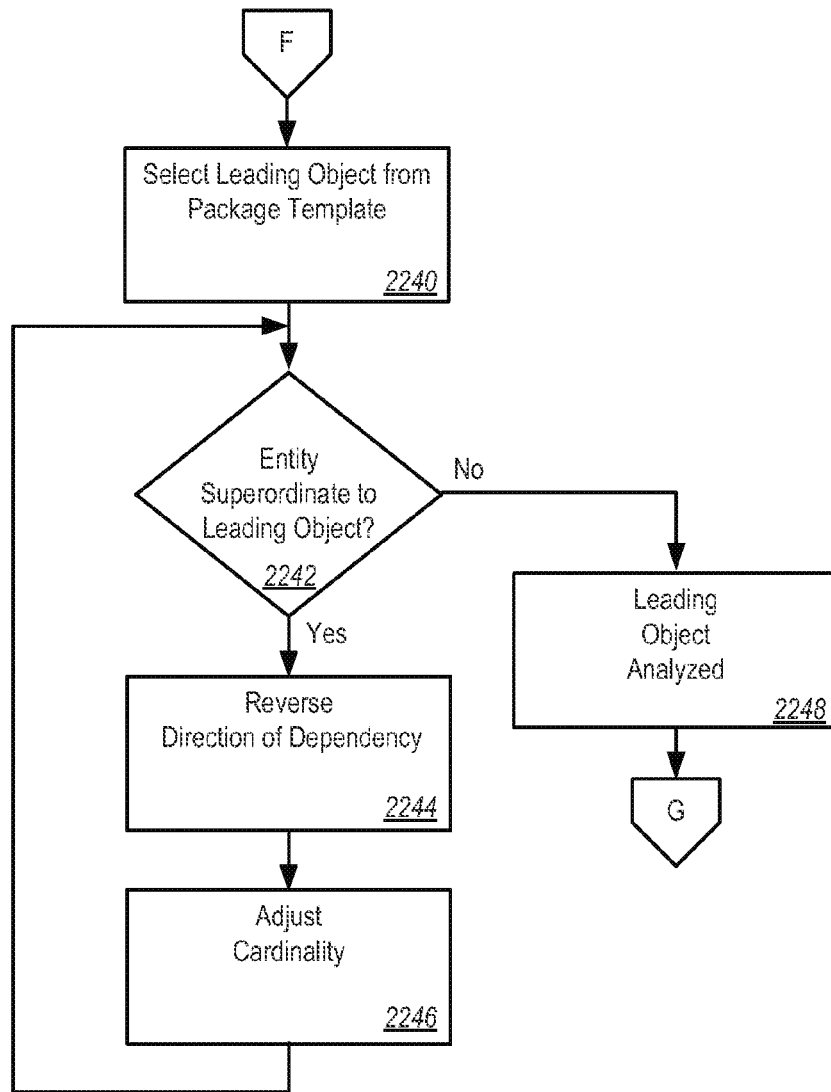 F
Select Leading Object from
Package Template
2240
Entity
Superordinate to
Leading Object?
2242
No
Yes
Leading
Object
Analyzed
2248
Reverse
Direction of Dependency
2244
G
Adjust
Cardinality
2246